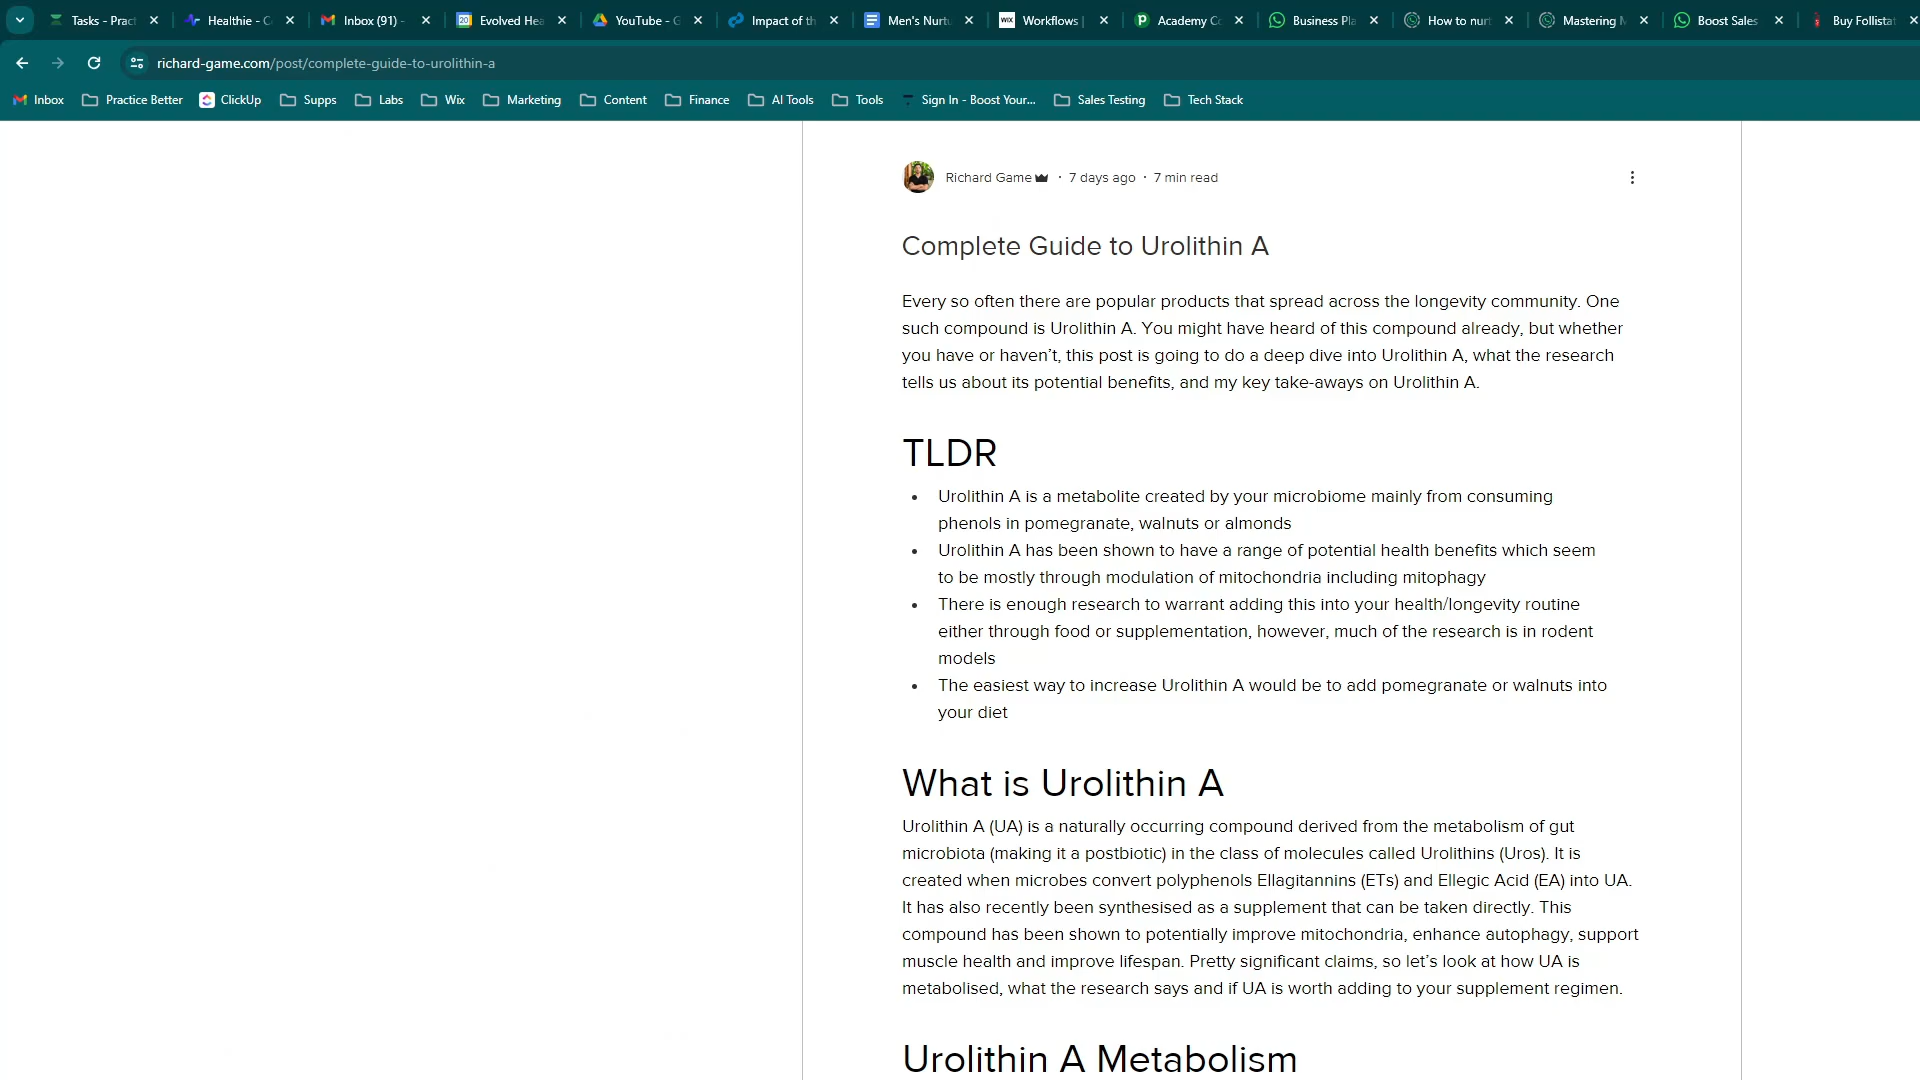 Tasks - Pract
Healthie - C
Inbox (91) -
Evolved Hea
YouTube - G
Impact of th
Men's Nurtu
Workflows |
Academy Co
Business Pla
How to nurt
Mastering M
Boost Sales
Buy Follistat
richard-game.com/post/complete-guide-to-urolithin-a
Inbox
Practice Better
ClickUp
Supps
Labs
Wix
Marketing
Content
Finance
AI Tools
Tools
Sign In - Boost Your...
Sales Testing
Tech Stack
Richard Game · 7 days ago · 7 min read
Complete Guide to Urolithin A
Every so often there are popular products that spread across the longevity community. One
such compound is Urolithin A. You might have heard of this compound already, but whether
you have or haven’t, this post is going to do a deep dive into Urolithin A, what the research
tells us about its potential benefits, and my key take-aways on Urolithin A.
TLDR
• Urolithin A is a metabolite created by your microbiome mainly from consuming
phenols in pomegranate, walnuts or almonds
• Urolithin A has been shown to have a range of potential health benefits which seem
to be mostly through modulation of mitochondria including mitophagy
• There is enough research to warrant adding this into your health/longevity routine
either through food or supplementation, however, much of the research is in rodent
models
• The easiest way to increase Urolithin A would be to add pomegranate or walnuts into
your diet
What is Urolithin A
Urolithin A (UA) is a naturally occurring compound derived from the metabolism of gut
microbiota (making it a postbiotic) in the class of molecules called Urolithins (Uros). It is
created when microbes convert polyphenols Ellagitannins (ETs) and Ellegic Acid (EA) into UA.
It has also recently been synthesised as a supplement that can be taken directly. This
compound has been shown to potentially improve mitochondria, enhance autophagy, support
muscle health and improve lifespan. Pretty significant claims, so let’s look at how UA is
metabolised, what the research says and if UA is worth adding to your supplement regimen.
Urolithin A Metabolism